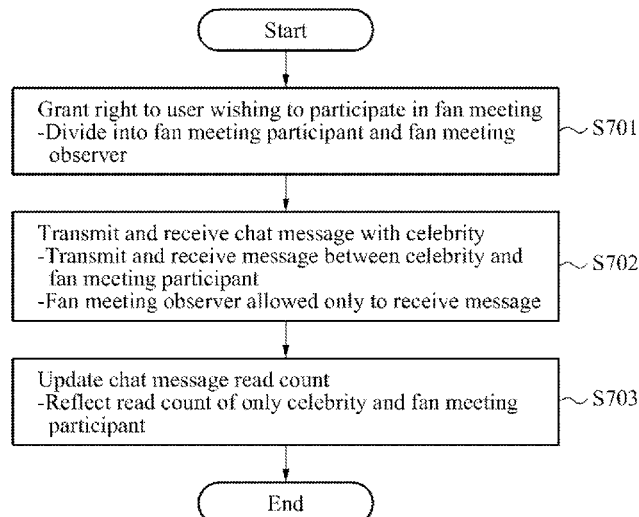 Start
Grant right to user wishing to participate in fan meeting
-Divide into fan meeting participant and fan meeting
observer
S701
Transmit and receive chat message with celebrity
-Transmit and receive message between celebrity and
fan meeting participant
-Fan meeting observer allowed only to receive message
S702
Update chat message read count
-Reflect read count of only celebrity and fan meeting
participant
S703
End